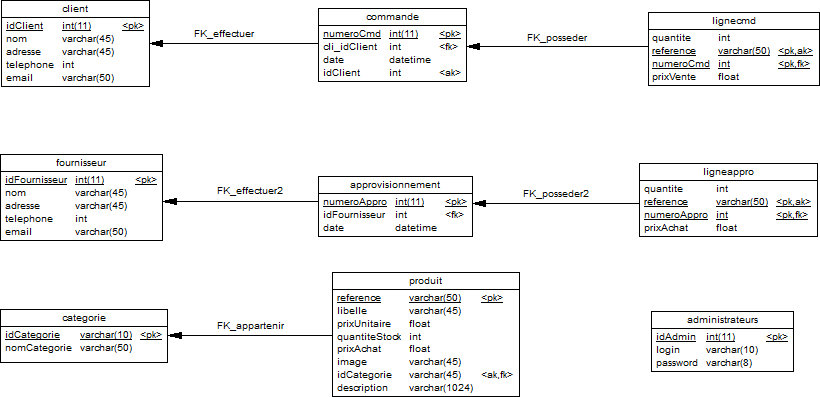 client
idClient int(11) <pk>
nom varchar(45)
adresse varchar(45)
telephone int
email varchar(50)
FK_effectuer
commande
numeroCmd int(11) <pk>
cli_idClient int <fk>
date datetime
idClient int <ak>
FK_posseder
lignecmd
quantite int
reference varchar(50) <pk,ak>
numeroCmd int <pk,fk>
prixVente float
fournisseur
idFournisseur int(11) <pk>
nom varchar(45)
adresse varchar(45)
telephone int
email varchar(50)
FK_effectuer2
approvisionnement
numeroAppro int(11) <pk>
idFournisseur int <fk>
date datetime
FK_posseder2
ligneappro
quantite int
reference varchar(50) <pk,ak>
numeroAppro int <pk,fk>
prixAchat float
categorie
idCategorie varchar(10) <pk>
nomCategorie varchar(50)
FK_appartenir
produit
reference varchar(50) <pk>
libelle varchar(45)
prixUnitaire float
quantiteStock int
prixAchat float
image varchar(45)
idCategorie varchar(45) <ak,fk>
description varchar(1024)
administrateurs
idAdmin int(11) <pk>
login varchar(10)
password varchar(8)